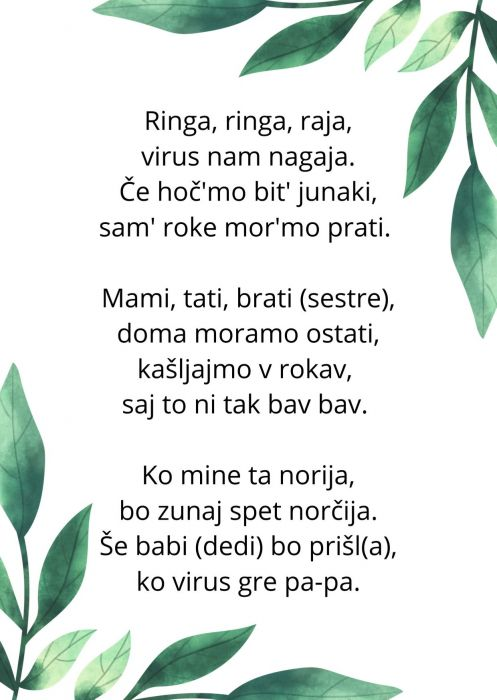 Ringa, ringa, raja,
virus nam nagaja.
Če hoč'mo bit' junaki,
sam' roke mor'mo prati.
Mami, tati, brati (sestre),
doma moramo ostati,
kašljajmo v rokav,
saj to ni tak bav bav.
Ko mine ta norija,
bo zunaj spet norčija.
Še babi (dedi) bo prišl(a),
ko virus gre pa-pa.